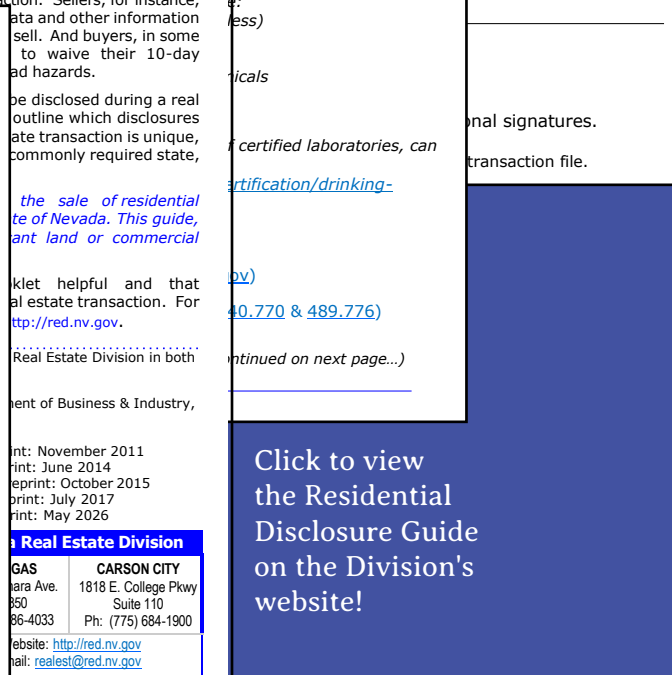 ata and other information
sell. And buyers, in some
to waive their 10-day
ad hazards.
be disclosed during a real
outline which disclosures
ate transaction is unique,
commonly required state,
the sale of residential
te of Nevada. This guide,
ant land or commercial
klet helpful and that
al estate transaction. For
ttp://red.nv.gov.
Real Estate Division in both
ent of Business & Industry,
int: November 2011
rint: June 2014
eprint: October 2015
print: July 2017
rint: May 2026
Real Estate Division
GAS
ara Ave.
850
86-4033
CARSON CITY
1818 E. College Pkwy
Suite 110
Ph: (775) 684-1900
ebsite: http://red.nv.gov
ail: realest@red.nv.gov
less)
icals
f certified laboratories, can
rtification/drinking-
ov)
40.770 & 489.776)
ontinued on next page…)
onal signatures.
transaction file.
Click to view
the Residential
Disclosure Guide
on the Division's
website!